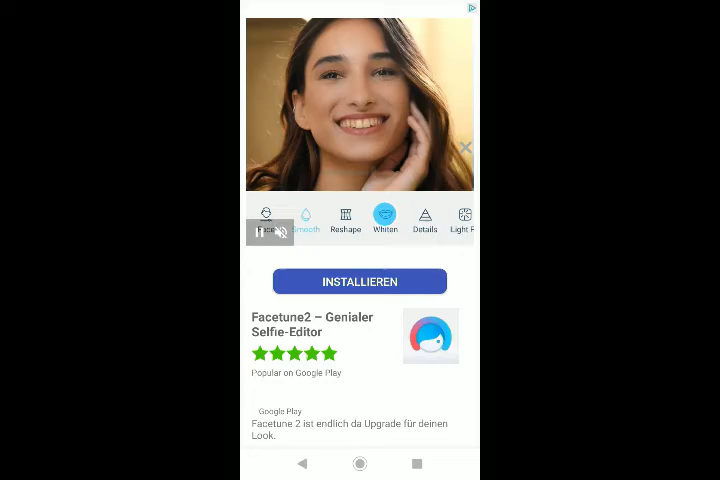 Smooth
Reshape
Whiten
Details
Light
INSTALLIEREN
Facetune2 – Genialer
Selfie-Editor
Popular on Google Play
Google Play
Facetune 2 ist endlich da Upgrade für deinen
Look.